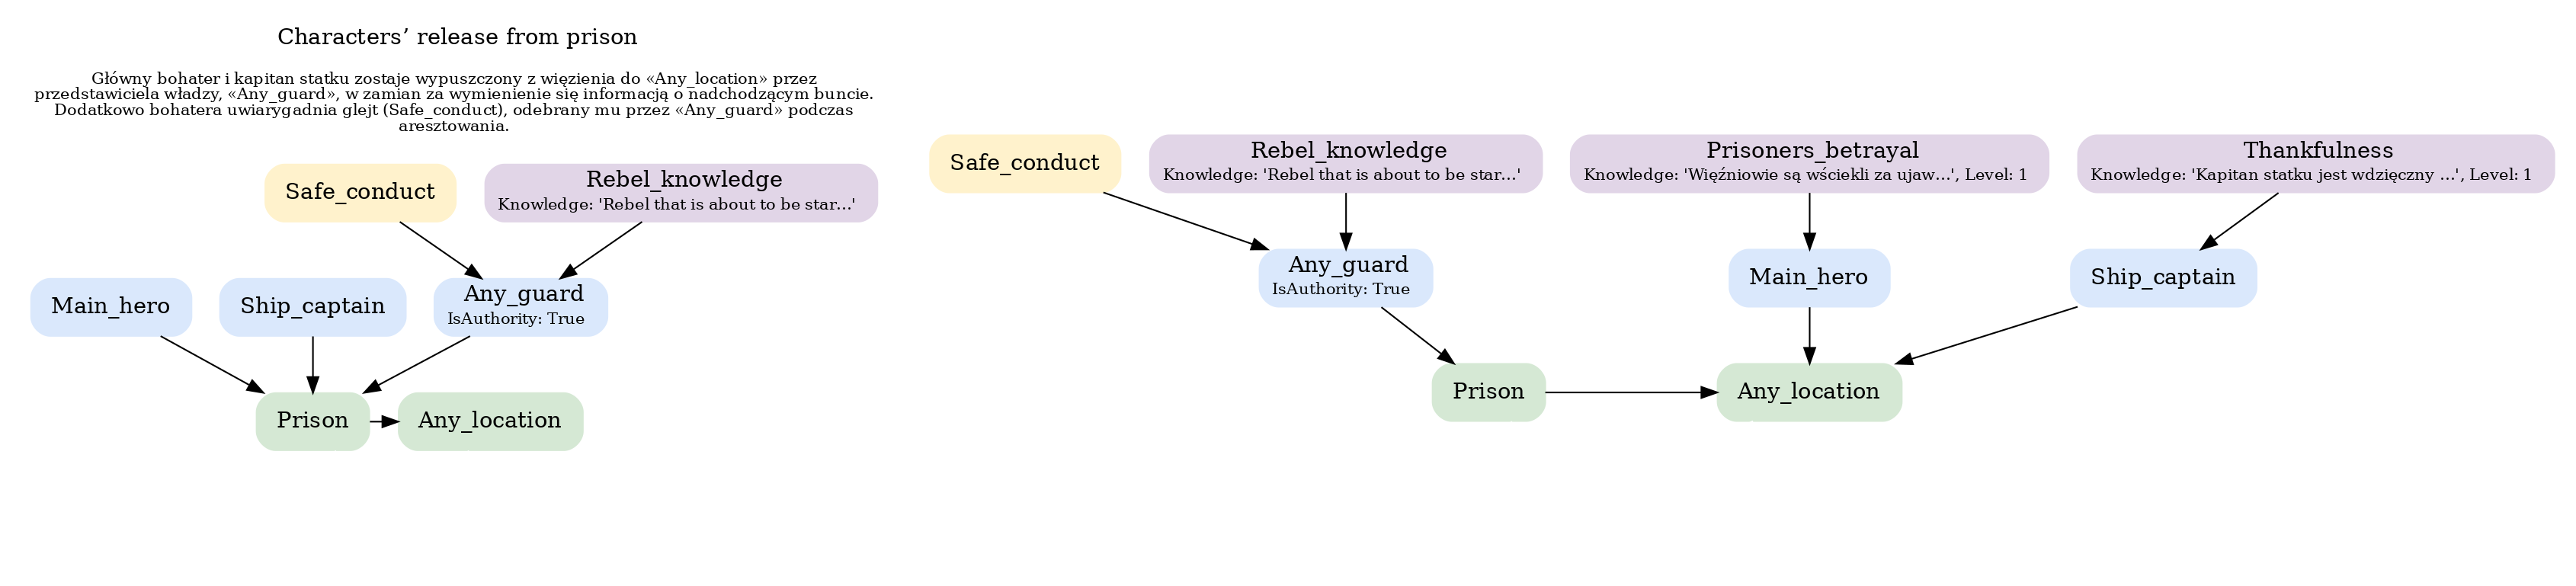 Characters’ release from prison
Główny bohater i kapitan statku zostaje wypuszczony z więzienia do «Any_location» przez
przedstawiciela władzy, «Any_guard», w zamian za wymienienie się informacją o nadchodzącym buncie.
Dodatkowo bohatera uwiarygadnia glejt (Safe_conduct), odebrany mu przez «Any_guard» podczas
aresztowania.
Safe_conduct
Rebel_knowledge
Knowledge: 'Rebel that is about to be star...'
Main_hero
Ship_captain
Any_guard
IsAuthority: True
Prison
Any_location
Safe_conduct
Rebel_knowledge
Knowledge: 'Rebel that is about to be star...'
Prisoners_betrayal
Knowledge: 'Więźniowie są wściekli za ujaw...', Level: 1
Thankfulness
Knowledge: 'Kapitan statku jest wdzięczny ...', Level: 1
Any_guard
IsAuthority: True
Main_hero
Ship_captain
Prison
Any_location